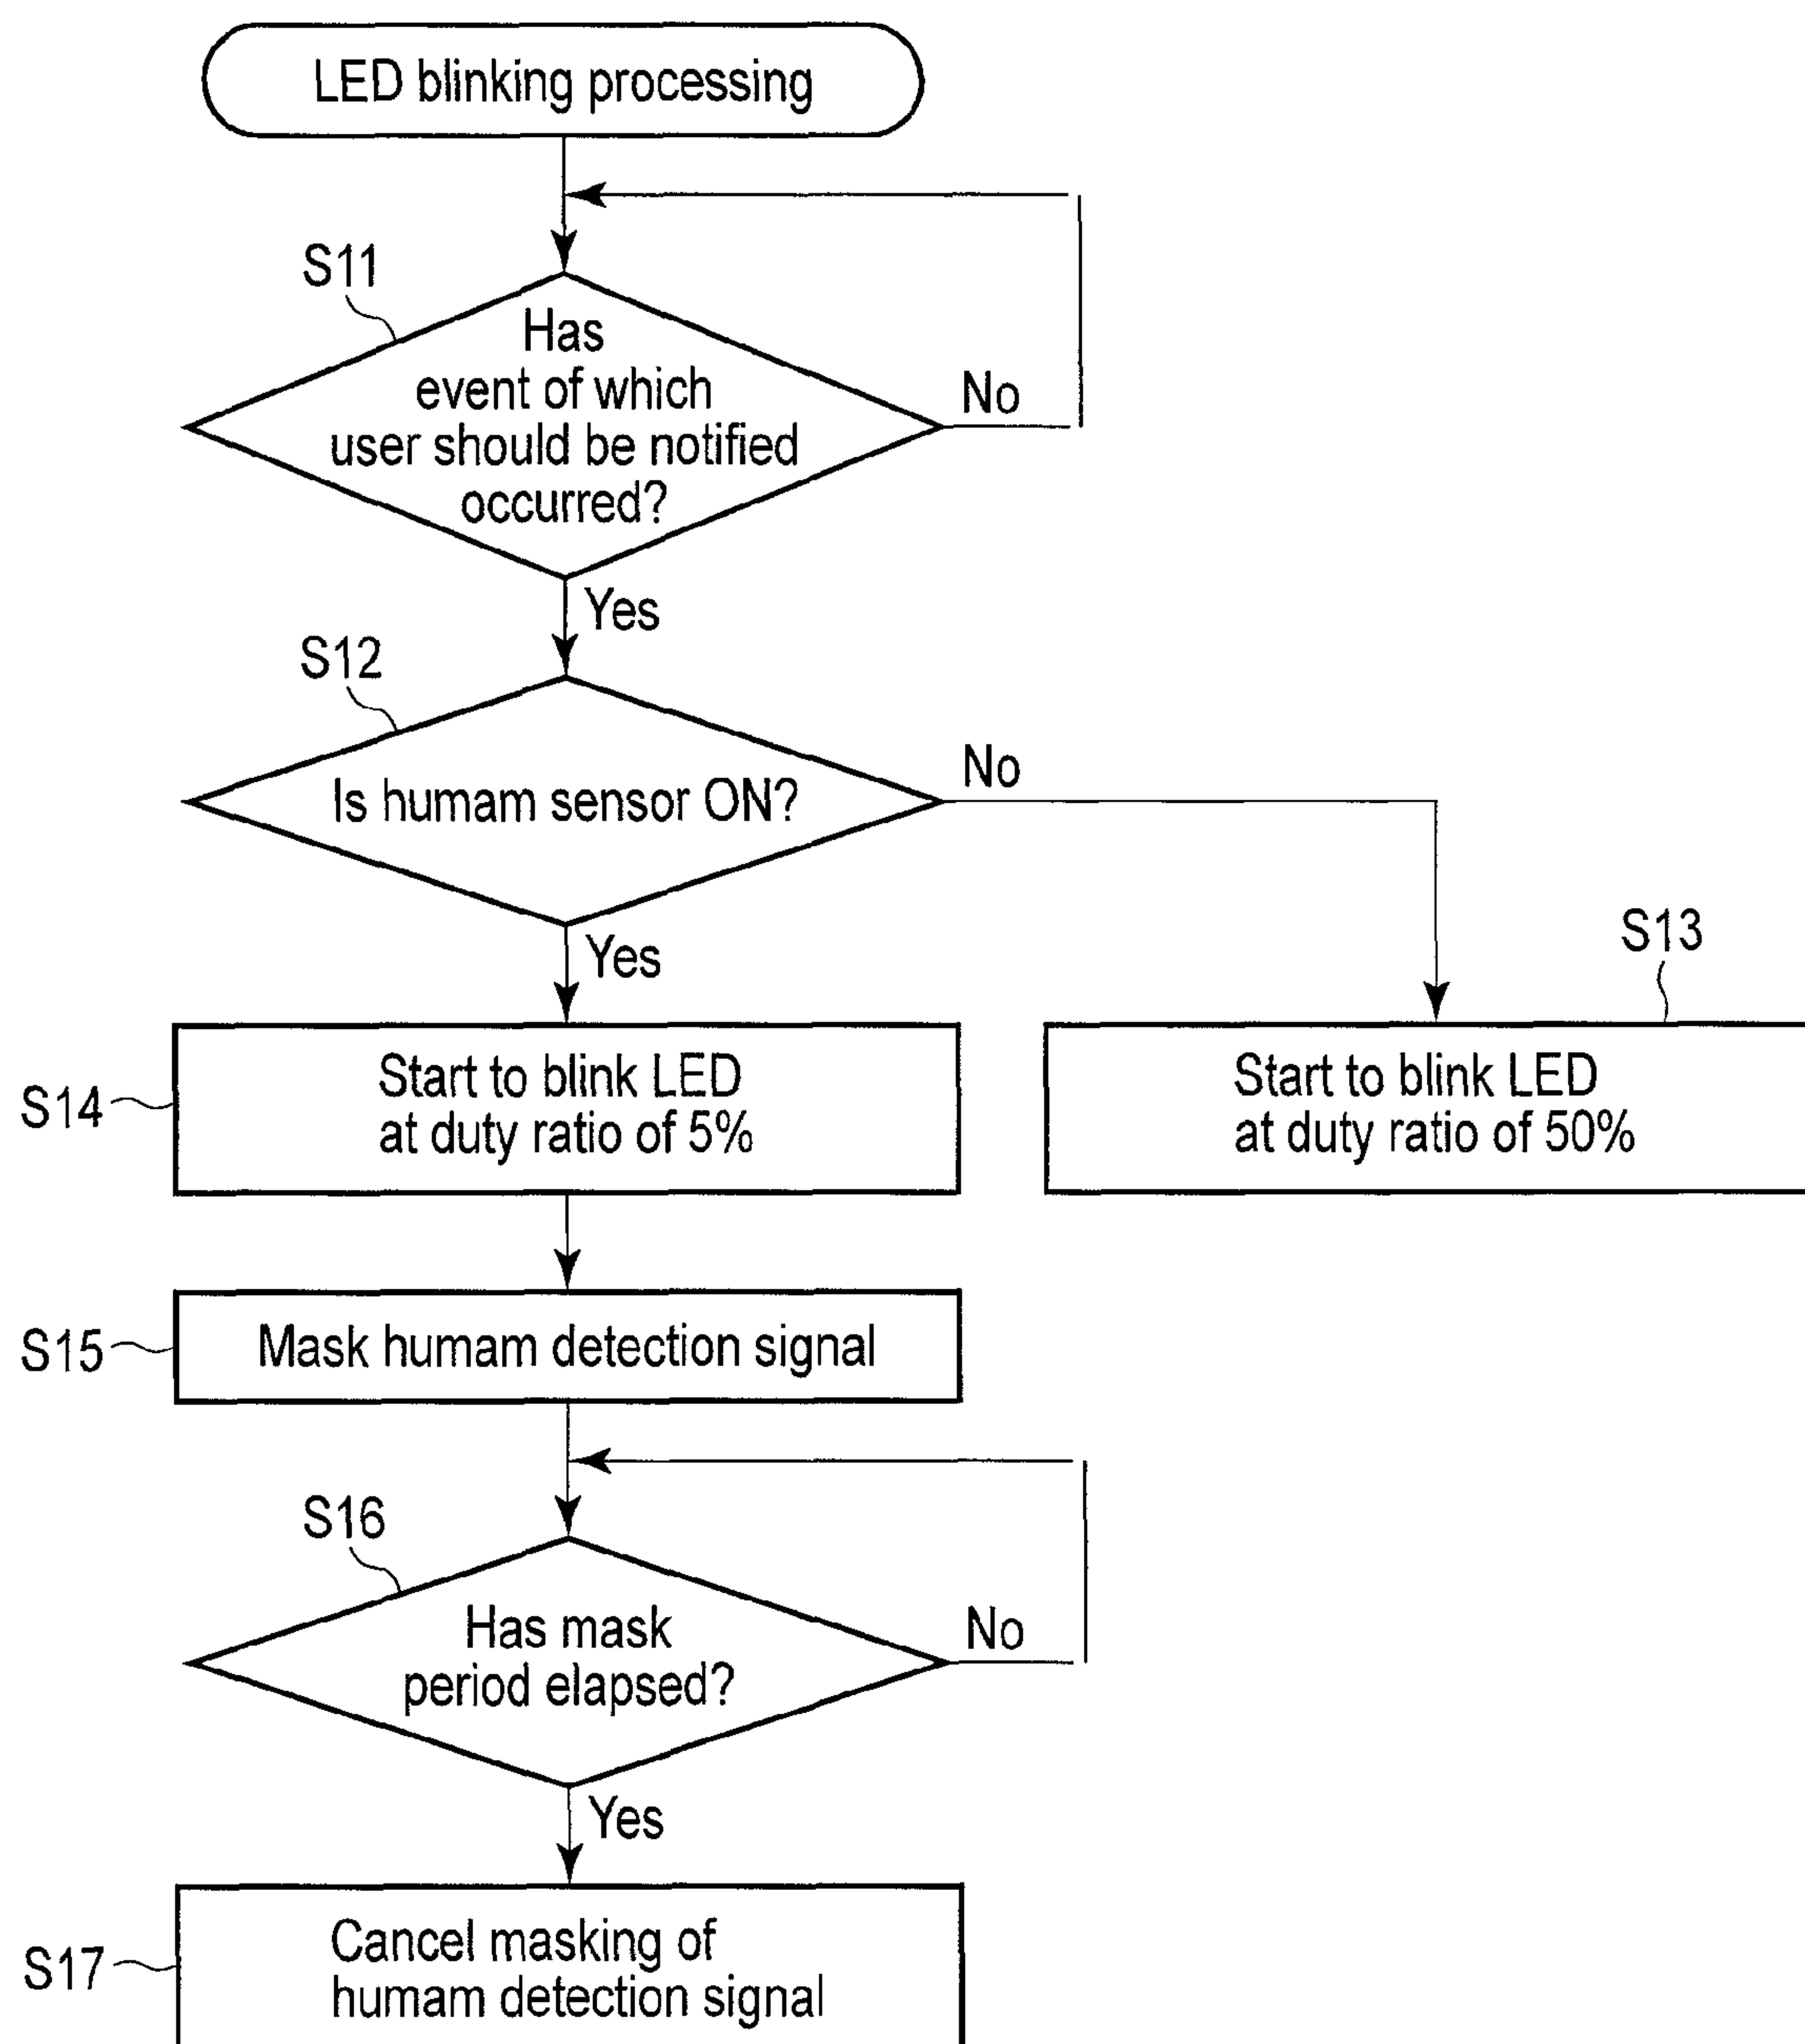 LED blinking processing
S11
Has
event of which
user should be notified
occurred?
No
Yes
S12
Is humam sensor ON?
No
Yes
S13
Start to blink LED
at duty ratio of 50%
S14
Start to blink LED
at duty ratio of 5%
S15
Mask humam detection signal
S16
Has mask
period elapsed?
No
Yes
S17
Cancel masking of
humam detection signal